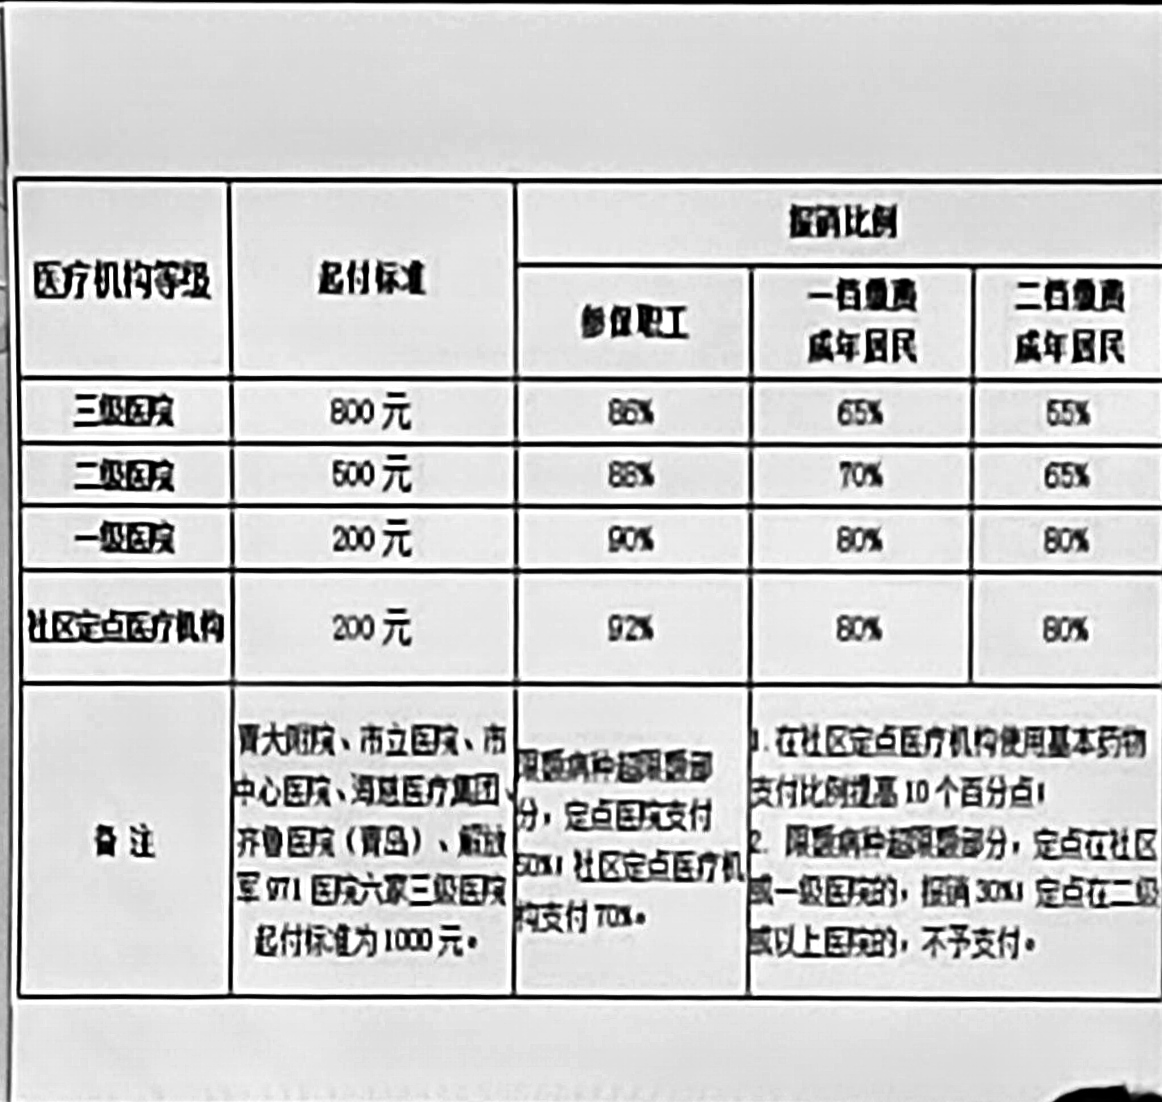 医疗机构等级
起付标准
报销比例
参保职工
一档缴费
成年居民
二档缴费
成年居民
三级医院
800 元
86%
65%
55%
二级医院
500 元
88%
70%
65%
一级医院
200 元
90%
80%
80%
社区定点医疗机构
200 元
92%
80%
80%
备 注
青大附院、市立医院、市
中心医院、海慈医疗集团、
齐鲁医院（青岛）、解放
军 971 医院六家三级医院
起付标准为1000 元。
限额病种超限额部
分，定点医院支付
50%；社区定点医疗机
构支付 70%。
1. 在社区定点医疗机构使用基本药物
支付比例提高 10 个百分点；
2. 限额病种超限额部分，定点在社区
或一级医院的，报销 30%；定点在二级
或以上医院的，不予支付。